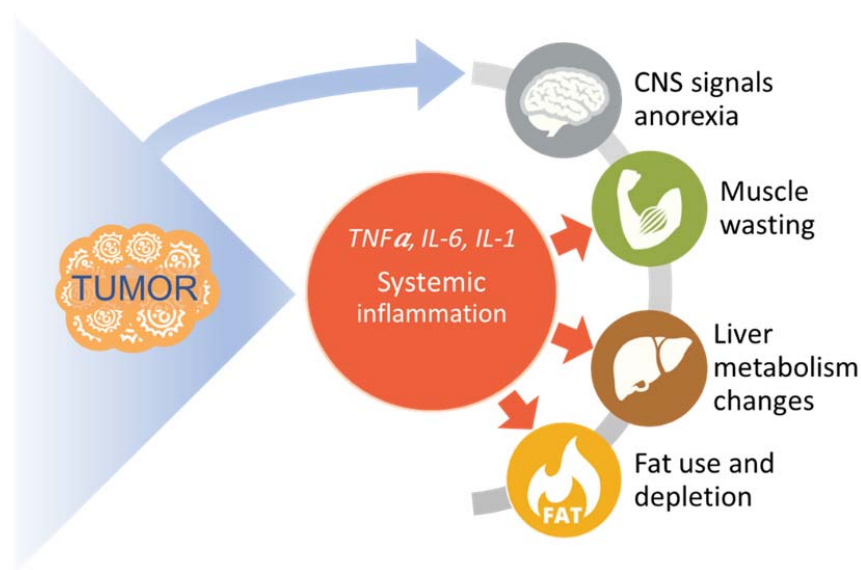 CNS signals
anorexia
Muscle
wasting
TNFα, IL-6, IL-1
Systemic
inflammation
TUMOR
Liver
metabolism
changes
Fat use and
depletion
FAT